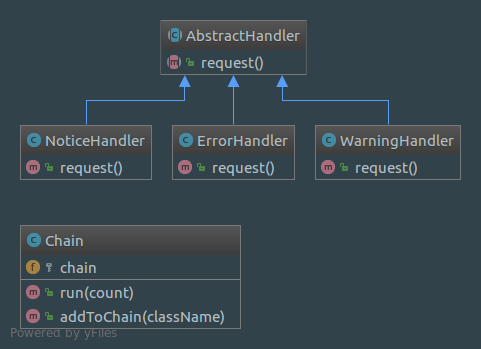 AbstractHandler
request()
NoticeHandler
request()
ErrorHandler
request()
WarningHandler
request()
Chain
chain
run(count)
addToChain(className)
Powered by yFiles